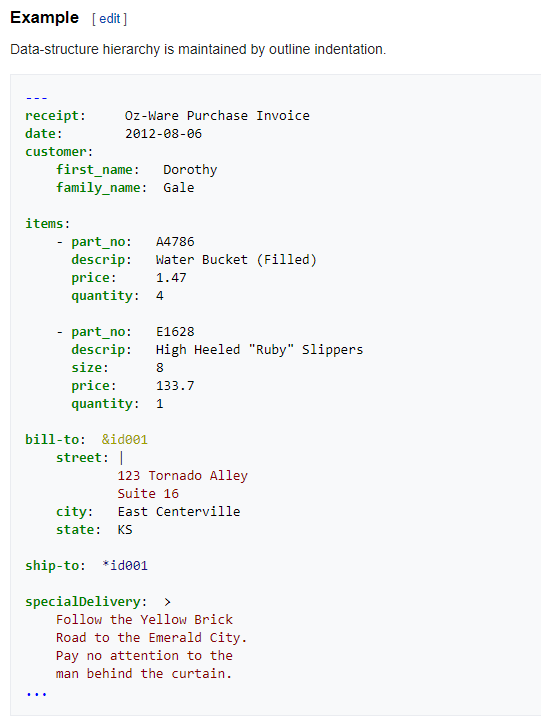 Example [ edit ]
Data-structure hierarchy is maintained by outline indentation.
---
receipt:     Oz-Ware Purchase Invoice
date:        2012-08-06
customer:
    first_name:   Dorothy
    family_name:  Gale
items:
    - part_no:   A4786
      descrip:   Water Bucket (Filled)
      price:     1.47
      quantity:  4
    - part_no:   E1628
      descrip:   High Heeled "Ruby" Slippers
      size:      8
      price:     133.7
      quantity:  1
bill-to:  &id001
    street: |
            123 Tornado Alley
            Suite 16
    city:   East Centerville
    state:  KS
ship-to:  *id001
specialDelivery:  >
    Follow the Yellow Brick
    Road to the Emerald City.
    Pay no attention to the
    man behind the curtain.
...